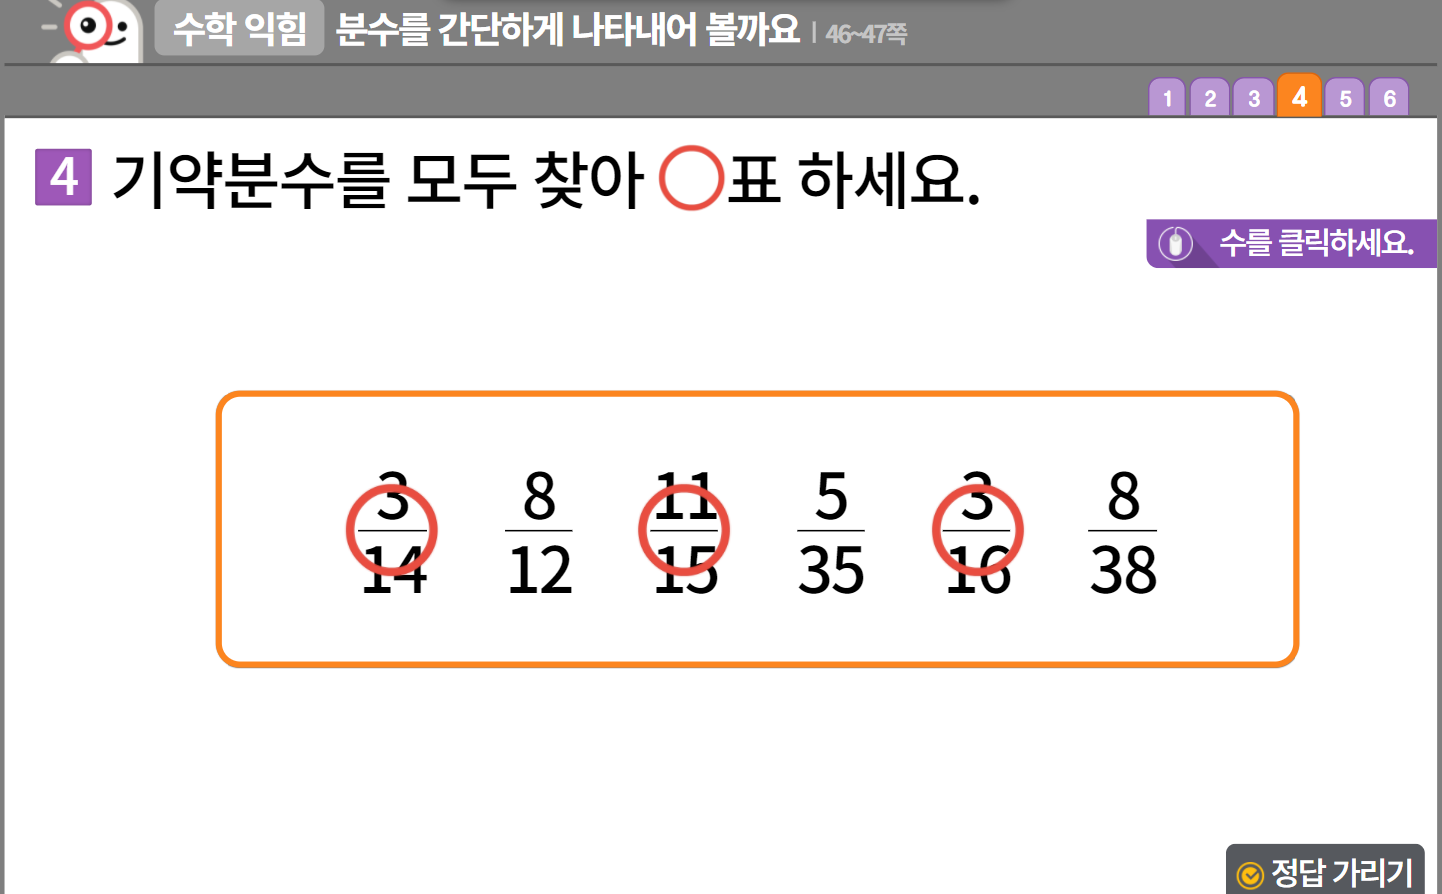 수학 익힘 분수를 간단하게 나타내어 볼까요 | 46~47쪽
1 2 3 4 5 6
4 기약분수를 모두 찾아 ○표 하세요.
수를 클릭하세요.
3 8 11 5 3 8
14 12 15 35 16 38
정답 가리기